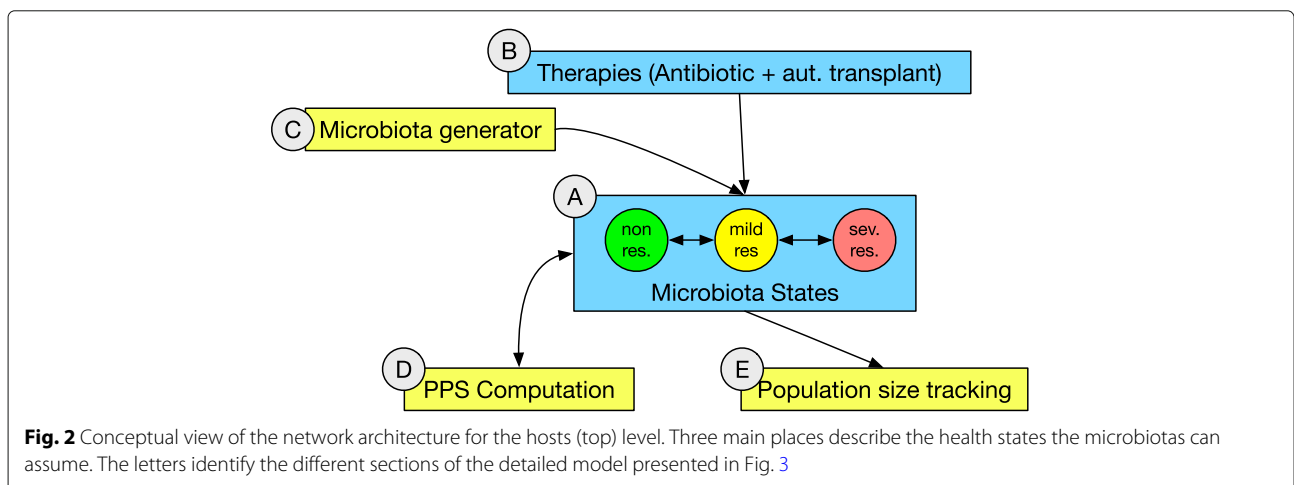 B
Therapies (Antibiotic + aut. transplant)
C
Microbiota generator
A
non
res.
mild
res
sev.
res.
Microbiota States
D
PPS Computation
E
Population size tracking
Fig. 2 Conceptual view of the network architecture for the hosts (top) level. Three main places describe the health states the microbiotas can
assume. The letters identify the different sections of the detailed model presented in Fig. 3